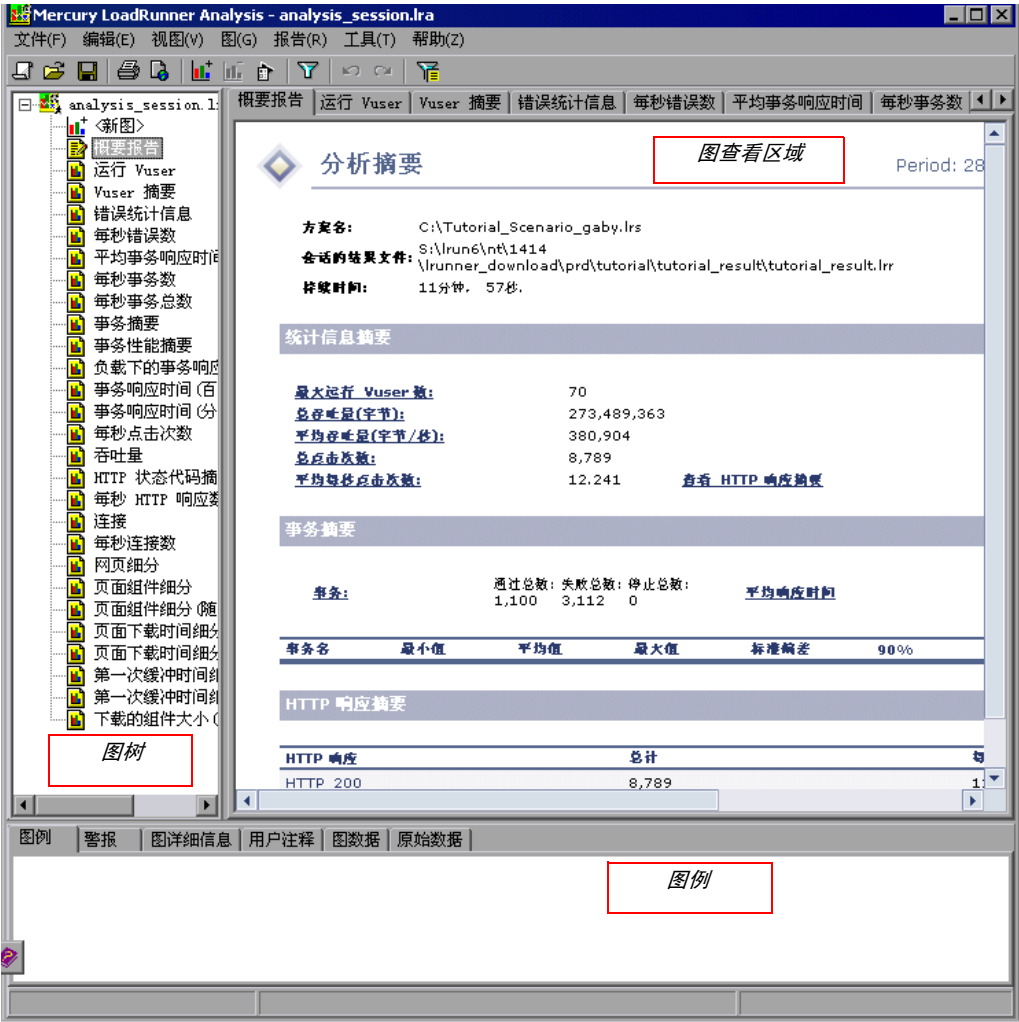 Mercury LoadRunner Analysis - analysis_session.lra
文件(F) 编辑(E) 视图(V) 图(G) 报告(R) 工具(T) 帮助(Z)
analysis_session.l
<新图>
概要报告
运行 Vuser
Vuser 摘要
错误统计信息
每秒错误数
平均事务响应时间
每秒事务数
每秒事务总数
事务摘要
事务性能摘要
负载下的事务响应
事务响应时间(百
事务响应时间(分
每秒点击次数
吞吐量
HTTP 状态代码摘
每秒 HTTP 响应数
连接
每秒连接数
网页细分
页面组件细分
页面组件细分(随
页面下载时间细分
页面下载时间细分
第一次缓冲时间细
第一次缓冲时间细
下载的组件大小(
图树
概要报告 运行 Vuser Vuser 摘要 错误统计信息 每秒错误数 平均事务响应时间 每秒事务数
分析摘要
图查看区域
Period: 28
方案名: C:\Tutorial_Scenario_gaby.lrs
会话的结果文件: S:\lrun6\nt\1414
\lrunner_download\prd\tutorial\tutorial_result\tutorial_result.lrr
持续时间: 11分钟, 57秒.
统计信息摘要
最大运行 Vuser 数: 70
总吞吐量(字节): 273,489,363
平均吞吐量(字节/秒): 380,904
总点击次数: 8,789
平均每秒点击次数: 12.241 查看 HTTP 响应摘要
事务摘要
事务: 通过总数: 失败总数: 停止总数: 平均响应时间
1,100 3,112 0
事务名 最小值 平均值 最大值 标准偏差 90%
HTTP 响应摘要
HTTP 响应 总计 每
HTTP 200 8,789 1
图例 警报 图详细信息 用户注释 图数据 原始数据
图例